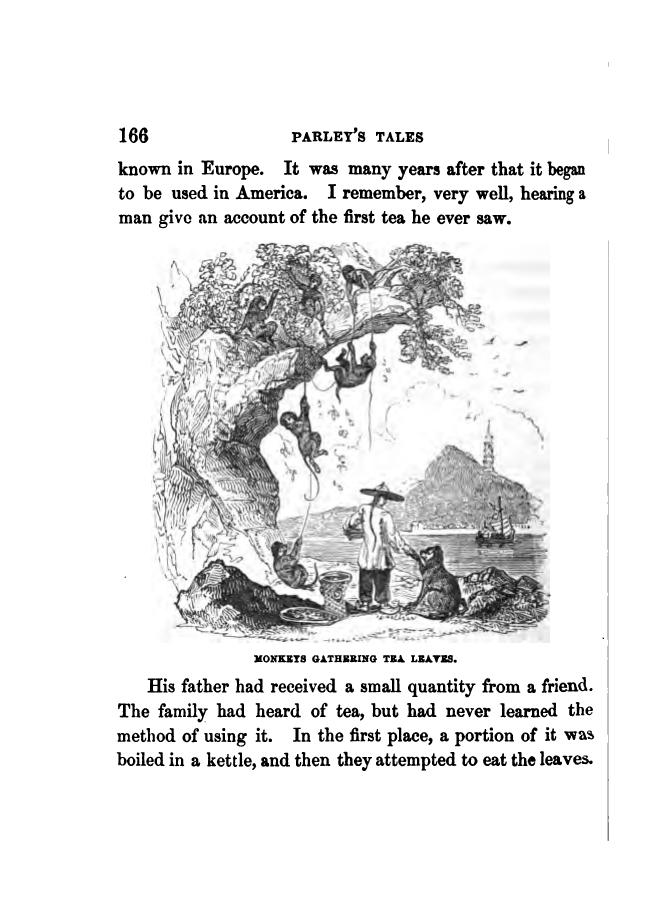 166 PARLEY'S TALES
known in Europe. It was many years after that it began
to be used in America. I remember, very well, hearing a
man give an account of the first tea he ever saw.
MONKEYS GATHERING TEA LEAVES.
His father had received a small quantity from a friend.
The family had heard of tea, but had never learned the
method of using it. In the first place, a portion of it was
boiled in a kettle, and then they attempted to eat the leaves.